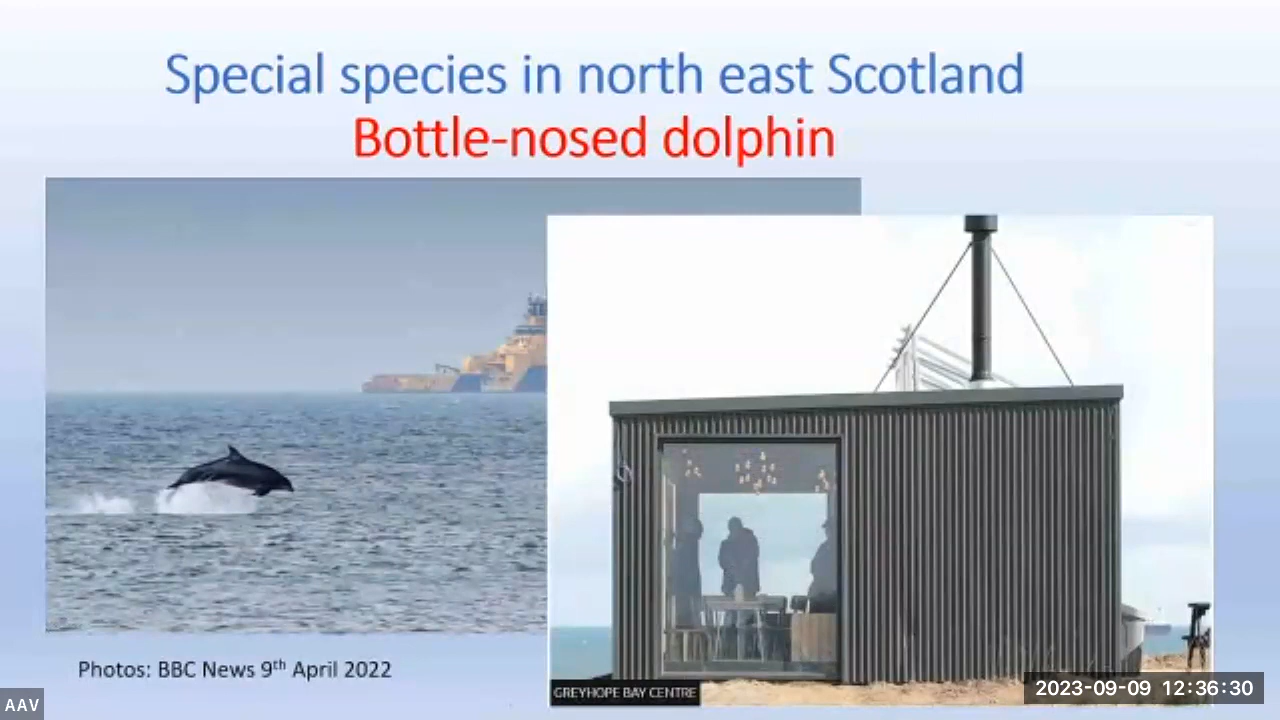 Special species in north east Scotland
Bottle-nosed dolphin
Photos: BBC News 9th April 2022
GREYHOPE BAY CENTRE
2023-09-09 12:36:30
AAV